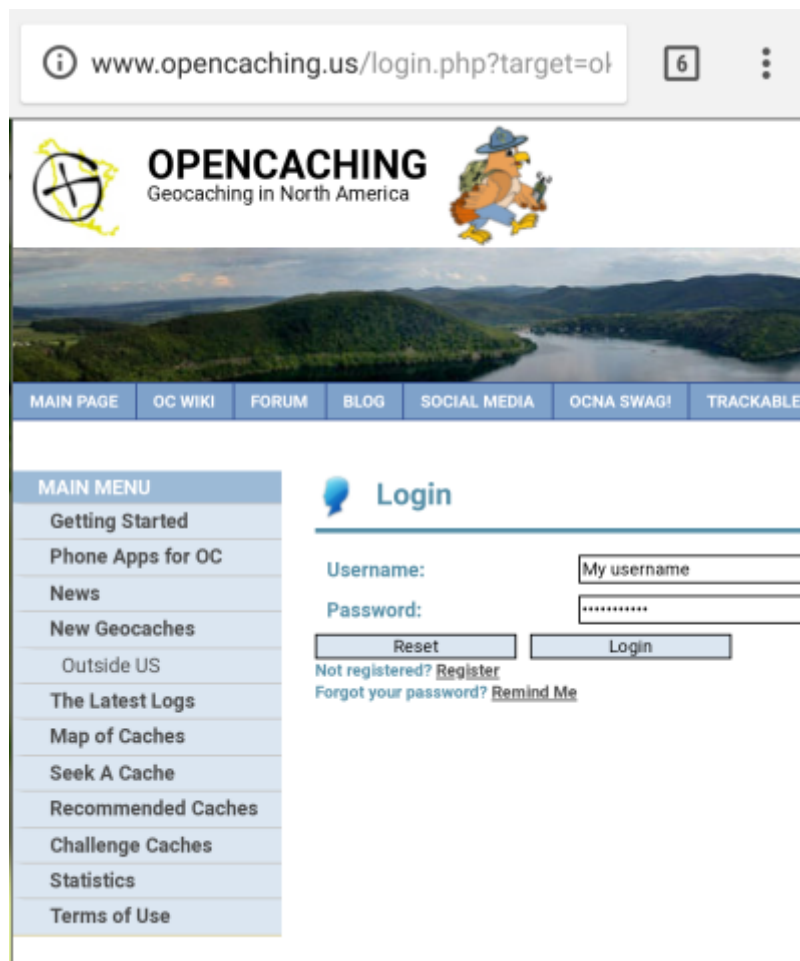 www.opencaching.us/login.php?target=ok
6
OPENCACHING
Geocaching in North America
MAIN PAGE OC WIKI FORUM BLOG SOCIAL MEDIA OCNA SWAG! TRACKABLE
MAIN MENU
Getting Started
Phone Apps for OC
News
New Geocaches
Outside US
The Latest Logs
Map of Caches
Seek A Cache
Recommended Caches
Challenge Caches
Statistics
Terms of Use
Login
Username: My username
Password: •••••••••••
Reset Login
Not registered? Register
Forgot your password? Remind Me